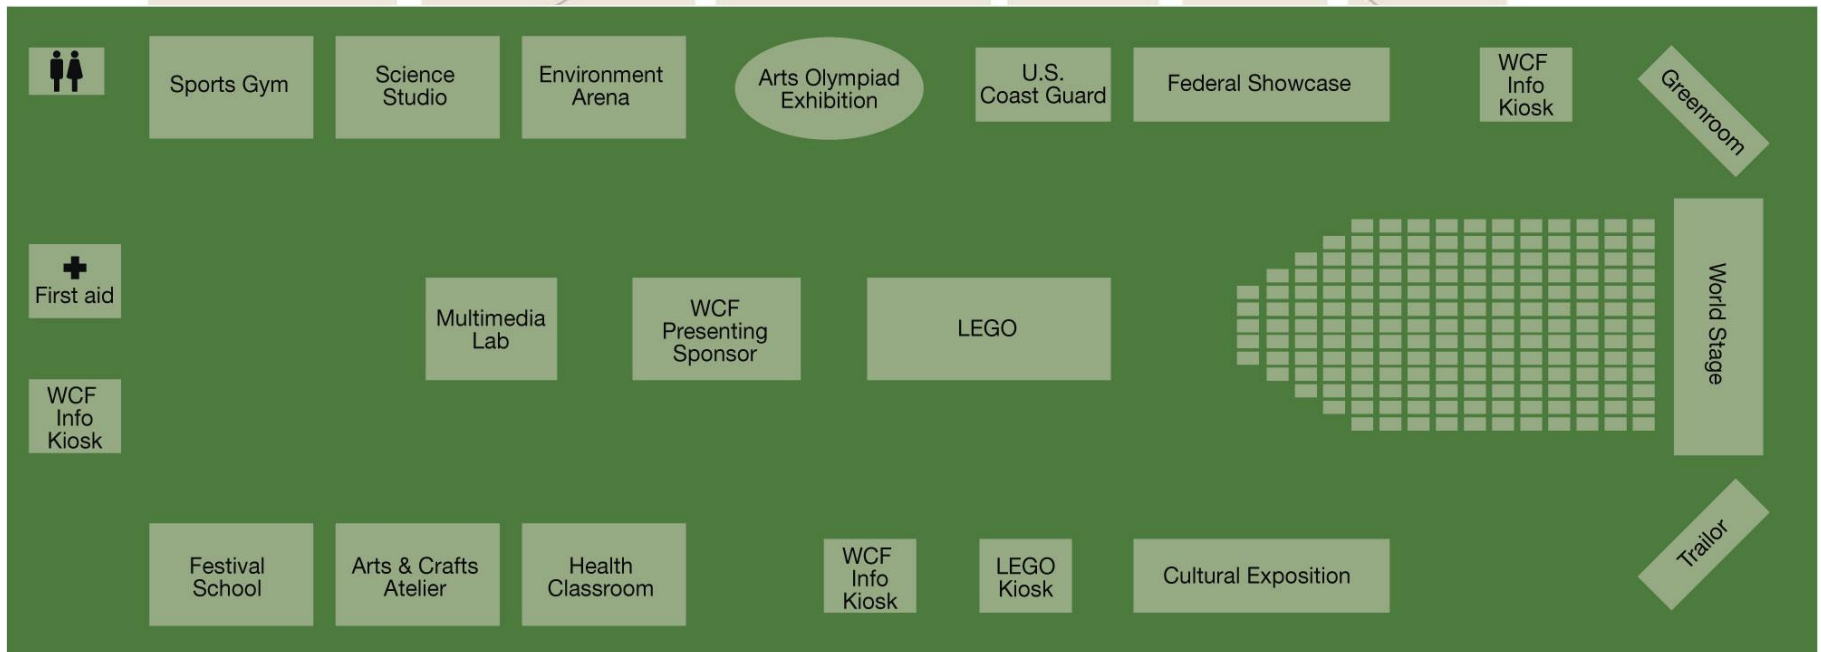 Sports Gym
Science
Studio
Environment
Arena
Arts Olympiad
Exhibition
U.S.
Coast Guard
Federal Showcase
WCF
Info
Kiosk
Greenroom
First aid
Multimedia
Lab
WCF
Presenting
Sponsor
LEGO
World Stage
WCF
Info
Kiosk
Festival
School
Arts & Crafts
Atelier
Health
Classroom
WCF
Info
Kiosk
LEGO
Kiosk
Cultural Exposition
Trailor